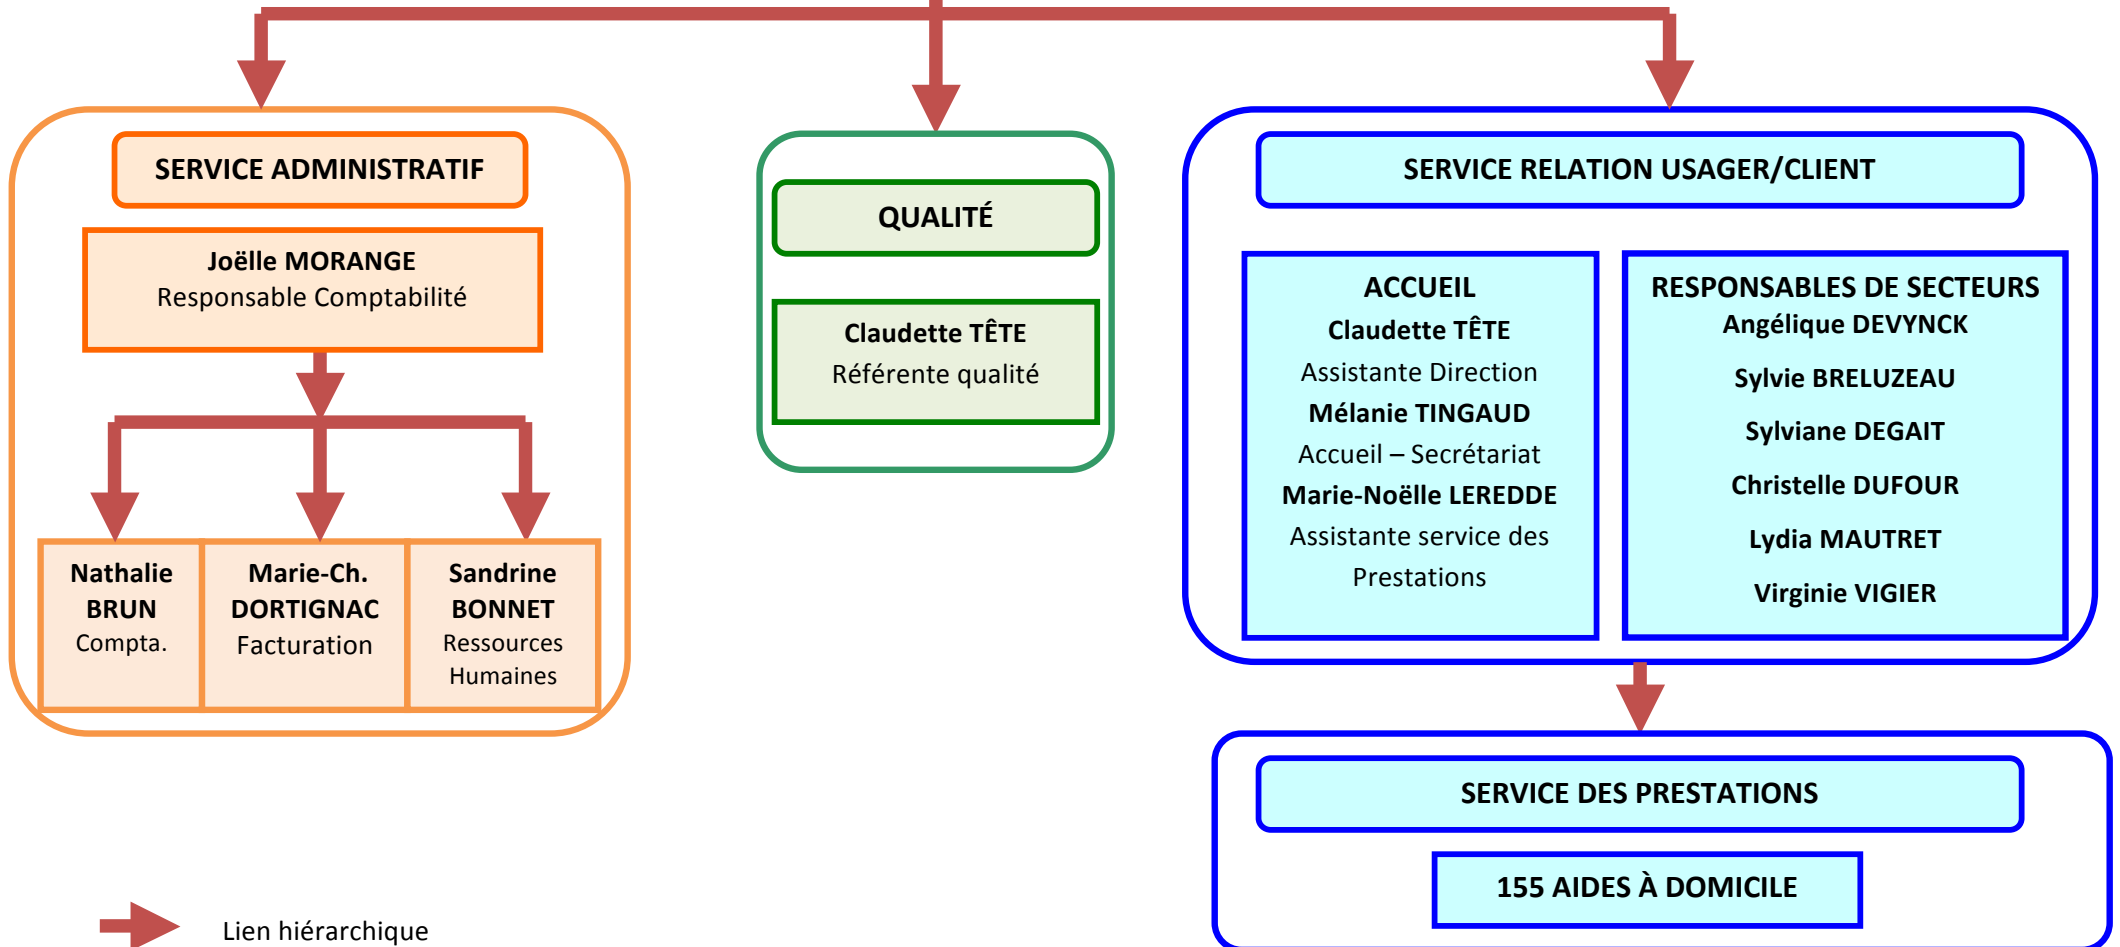 SERVICE ADMINISTRATIF
Joëlle MORANGE
Responsable Comptabilité
Nathalie
BRUN
Compta.
Marie-Ch.
DORTIGNAC
Facturation
Sandrine
BONNET
Ressources
Humaines
QUALITÉ
Claudette TÊTE
Référente qualité
SERVICE RELATION USAGER/CLIENT
ACCUEIL
Claudette TÊTE
Assistante Direction
Mélanie TINGAUD
Accueil – Secrétariat
Marie-Noëlle LEREDDE
Assistante service des
Prestations
RESPONSABLES DE SECTEURS
Angélique DEVYNCK
Sylvie BRELUZEAU
Sylviane DEGAIT
Christelle DUFOUR
Lydia MAUTRET
Virginie VIGIER
SERVICE DES PRESTATIONS
155 AIDES À DOMICILE
Lien hiérarchique